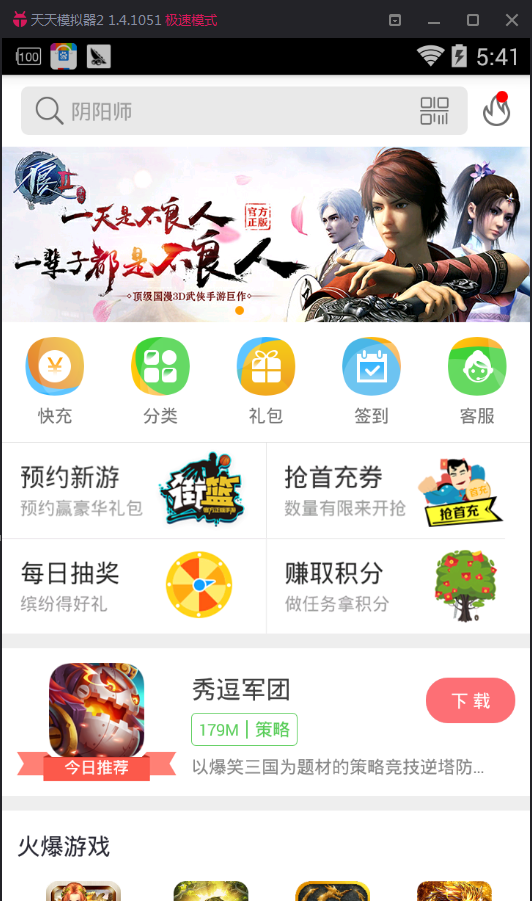 天天模拟器2 1.4.1051 极速模式
100
5:41
阴阳师
一天是不良人
官方正版
一辈子都是不良人
顶级国漫3D武侠手游巨作
快充
分类
礼包
签到
客服
预约新游
预约赢豪华礼包
街篮
抢首充券
数量有限来开抢
首充
抢首充
每日抽奖
缤纷得好礼
赚取积分
做任务拿积分
秀逗军团
下载
179M | 策略
今日推荐
以爆笑三国为题材的策略竞技逆塔防...
火爆游戏